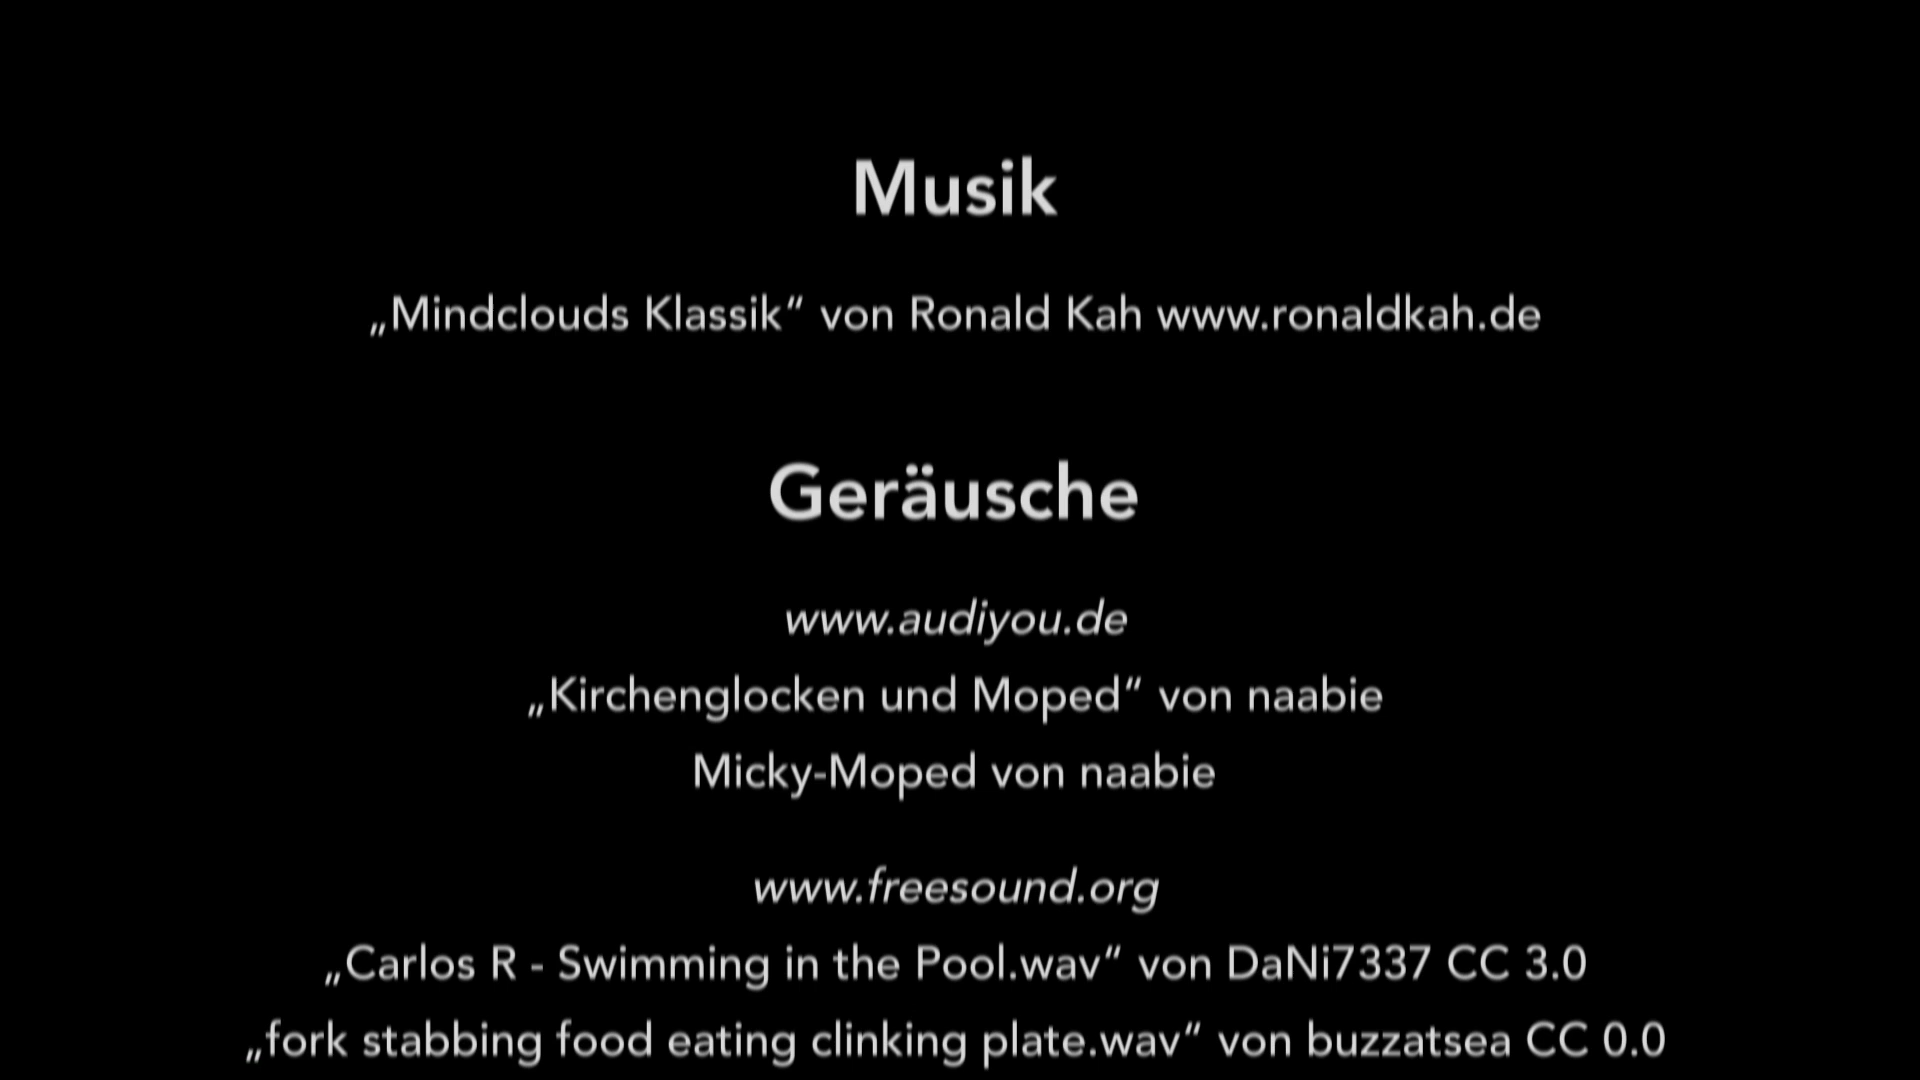 Musik
„Mindclouds Klassik“ von Ronald Kah www.ronaldkah.de
Geräusche
www.audiyou.de
„Kirchenglocken und Moped“ von naabie
Micky-Moped von naabie
www.freesound.org
„Carlos R - Swimming in the Pool.wav“ von DaNi7337 CC 3.0
„fork stabbing food eating clinking plate.wav“ von buzzatsea CC 0.0